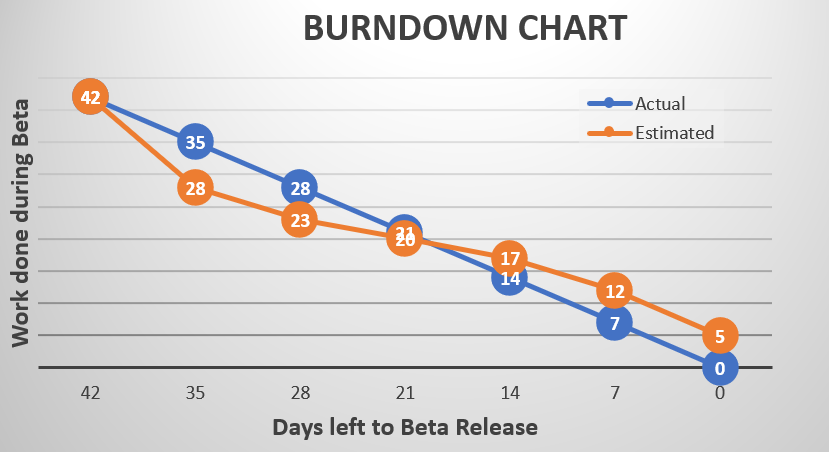 BURNDOWN CHART
Actual
Estimated
Work done during Beta
42
35
28
28
23
21
20
17
14
12
7
5
0
42 35 28 21 14 7 0
Days left to Beta Release